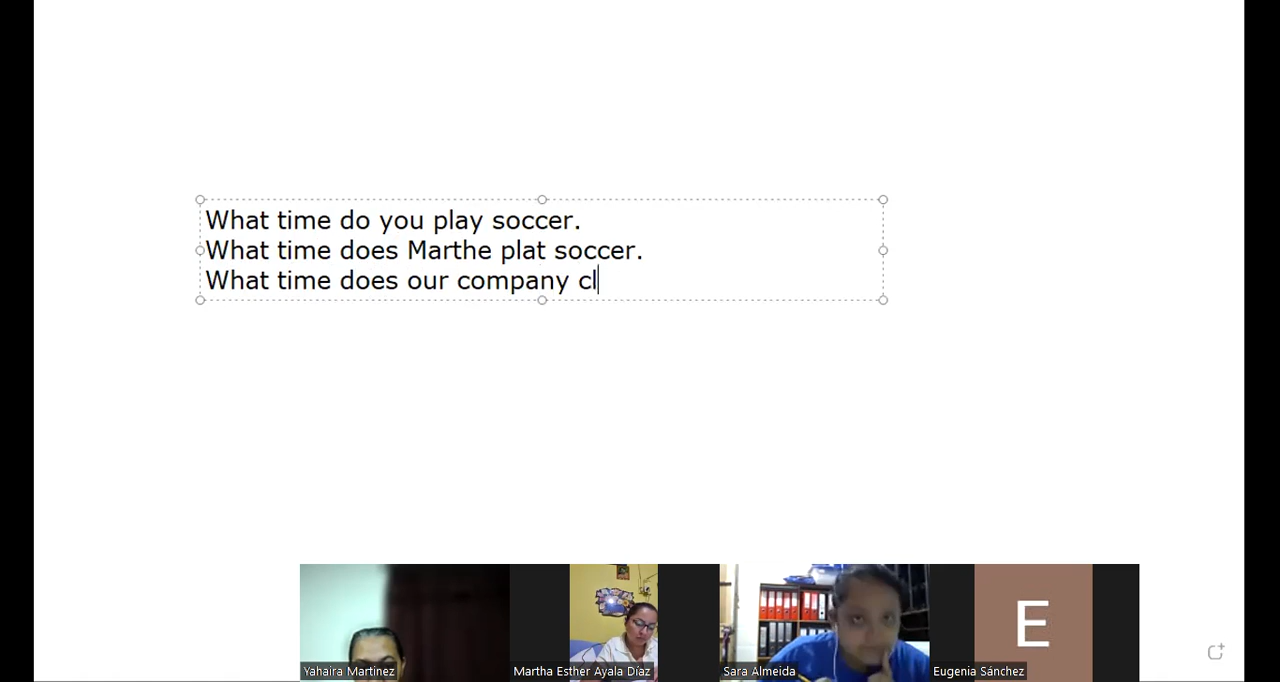 What time do you play soccer.
What time does Marthe plat soccer.
What time does our company cl
Yahaira Martinez
Martha Esther Ayala Díaz
Sara Almeida
Eugenia Sánchez
E